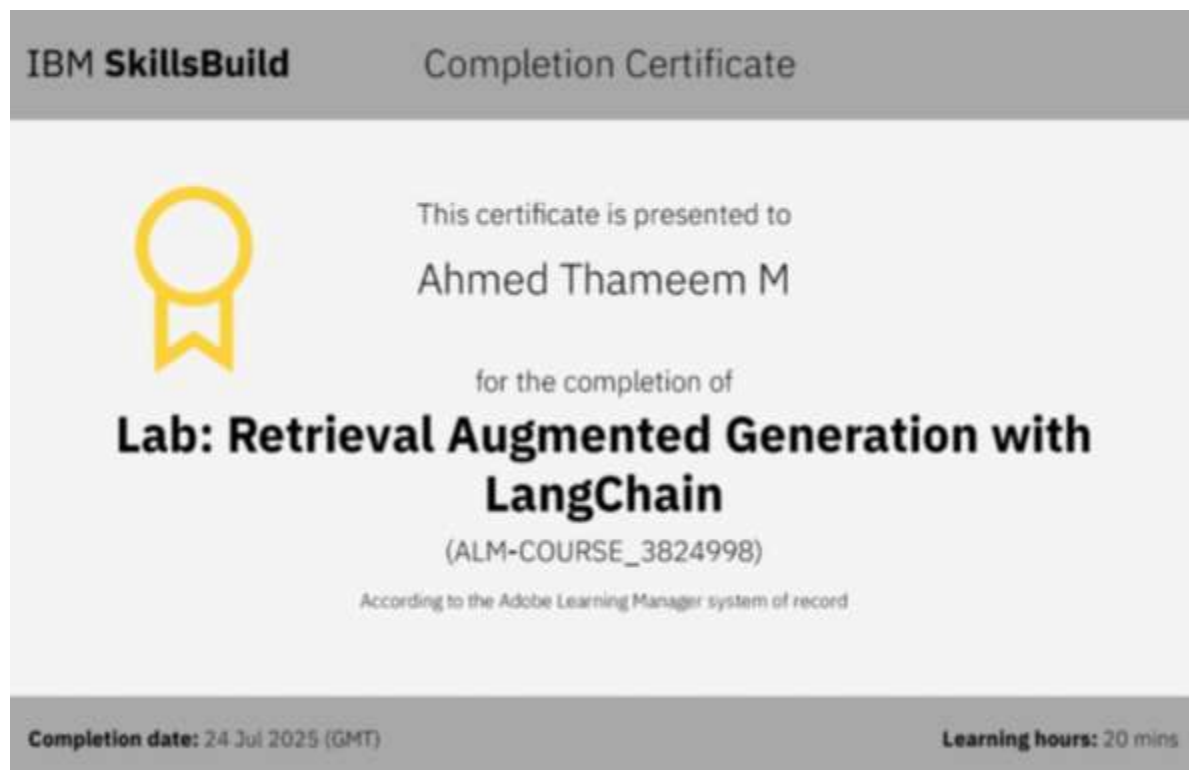 IBM SkillsBuild
Completion Certificate
This certificate is presented to
Ahmed Thameem M
for the completion of
Lab: Retrieval Augmented Generation with
LangChain
(ALM-COURSE_3824998)
According to the Adobe Learning Manager system of record
Completion date: 24 Jul 2025 (GMT)
Learning hours: 20 mins